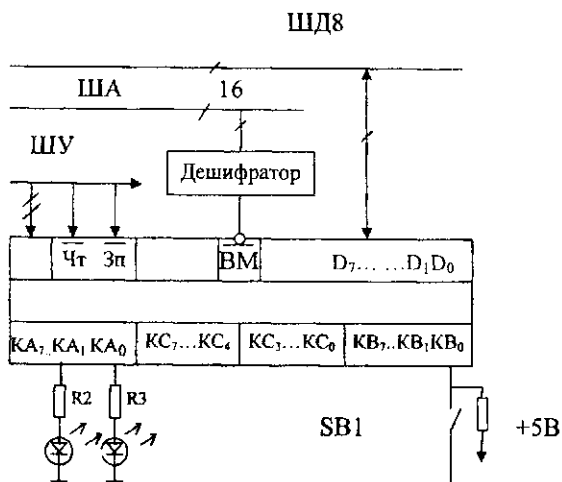 ШД8
ША 16
ШУ
Дешифратор
Чт Зп ВМ D7... ...D1D0
KA7..KA1 KA0 KC7...KC4 KC3...KC0 KB7..KB1KB0
R2 R3
SB1 +5В